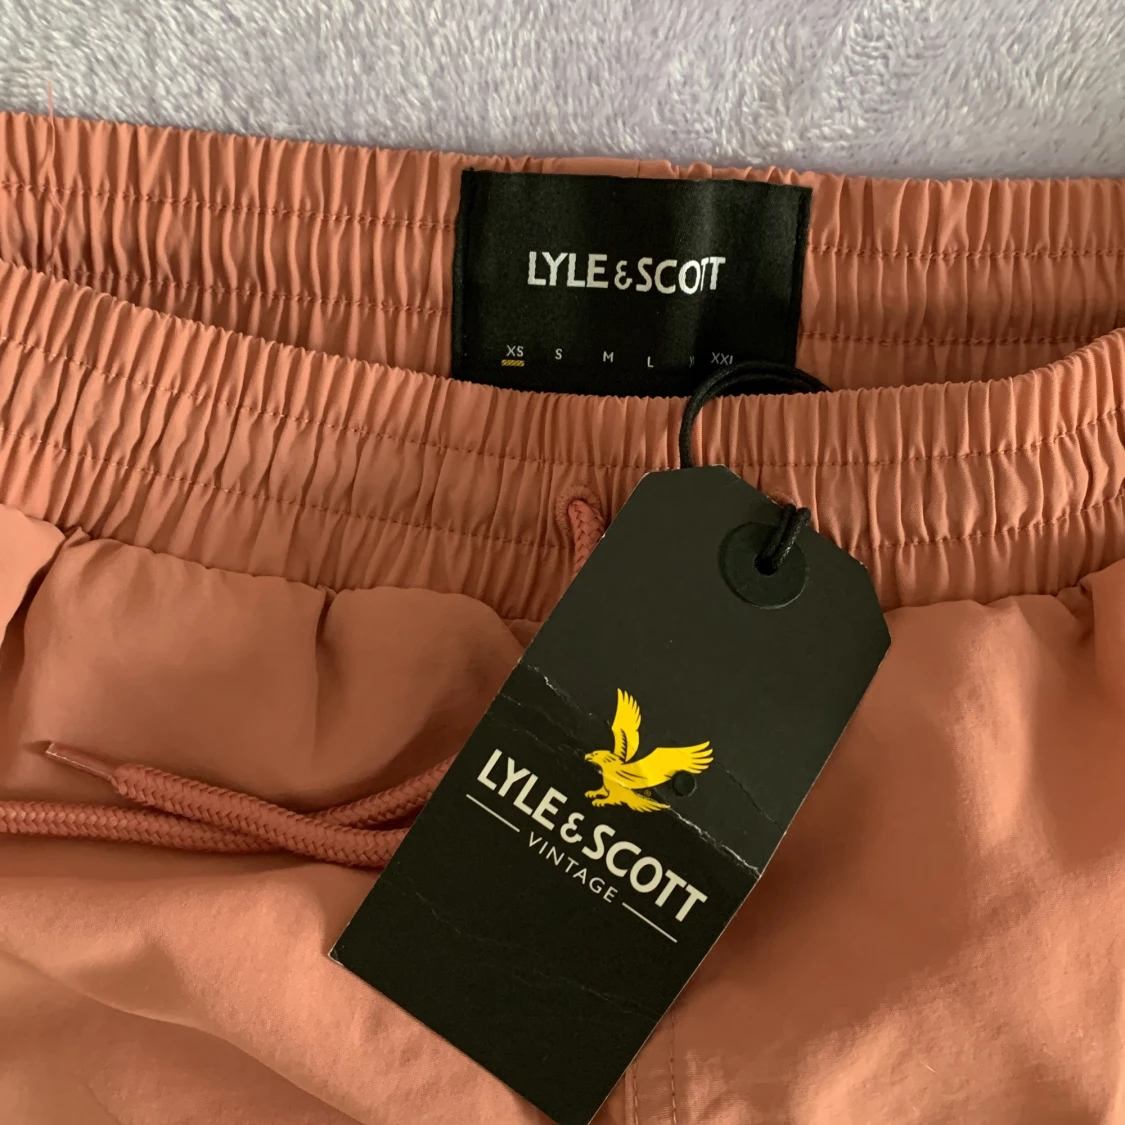 LYLE & SCOTT
XS S M L XXL
LYLE & SCOTT
VINTAGE